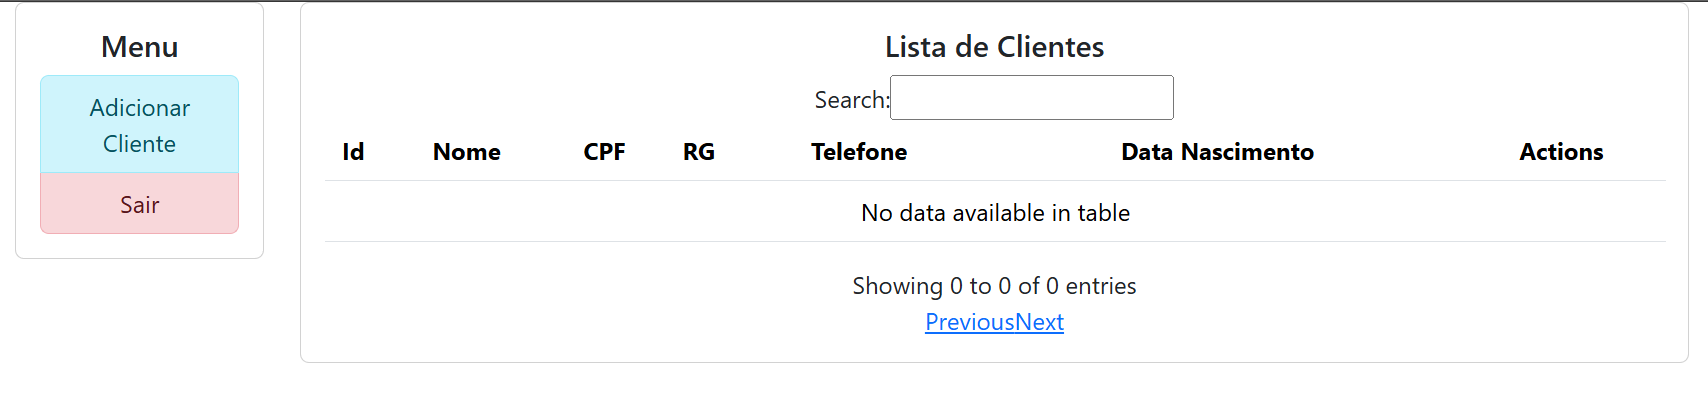 Menu
Adicionar
Cliente
Sair
Lista de Clientes
Search:
Id Nome CPF RG Telefone Data Nascimento Actions
No data available in table
Showing 0 to 0 of 0 entries
PreviousNext